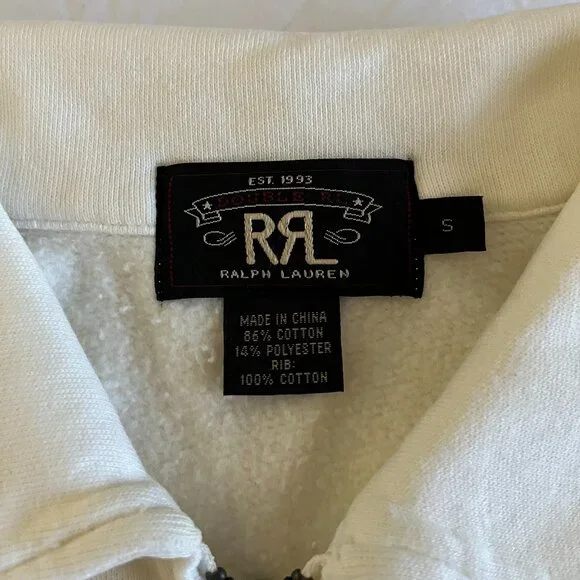 EST. 1993
DOUBLE RL
RRL
RALPH LAUREN
S
MADE IN CHINA
86% COTTON
14% POLYESTER
RIB:
100% COTTON